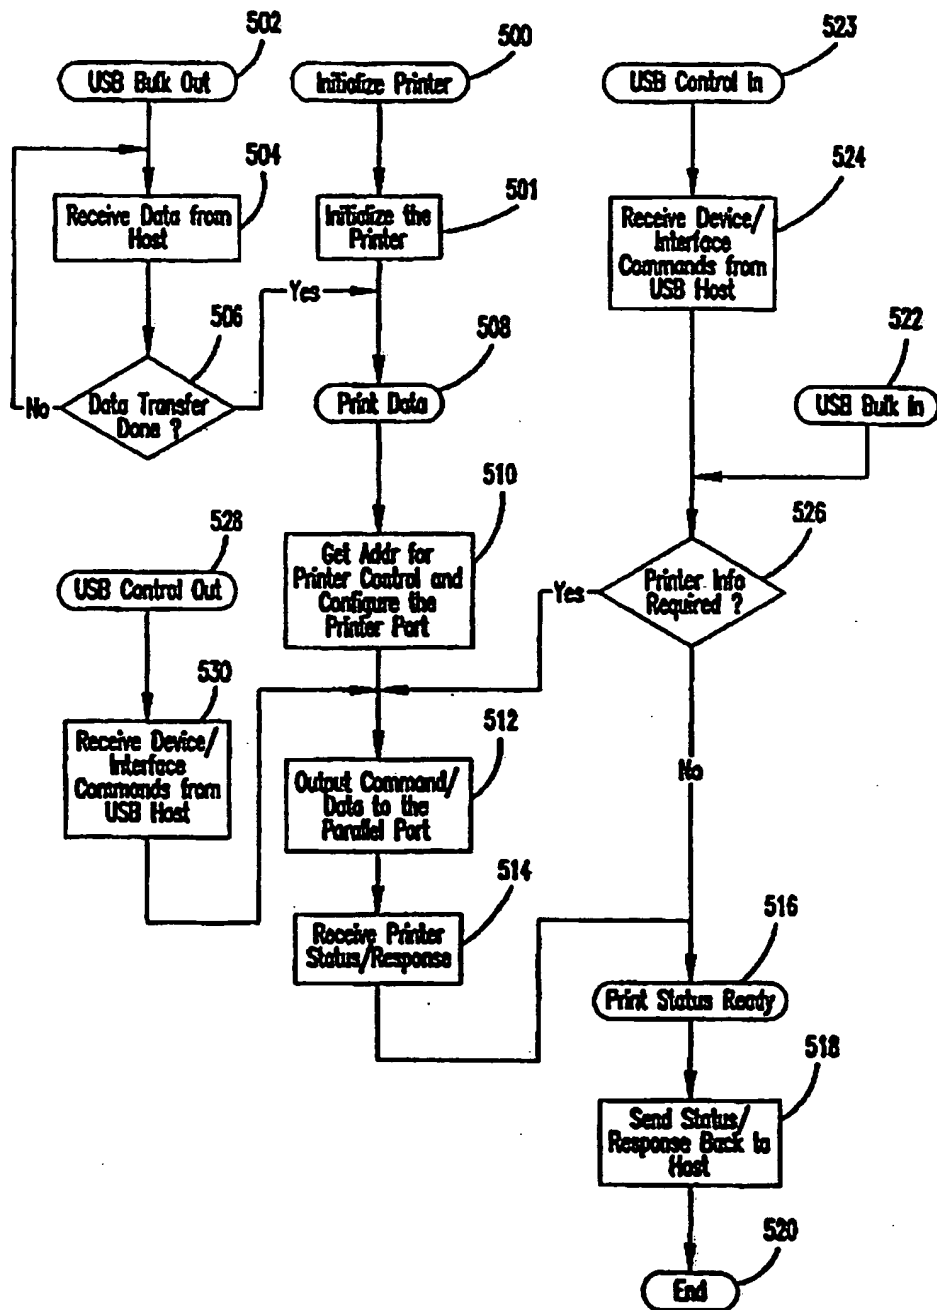 502
500
523
USB Bulk Out
Initialize Printer
USB Control In
504
501
524
Receive Data from
Host
Initialize the
Printer
Receive Device/
Interface
Commands from
USB Host
Yes
506
508
522
No
Data Transfer
Done ?
Print Data
USB Bulk In
510
526
528
Get Addr for
Printer Control and
Configure the
Printer Port
Printer Info
Required ?
Yes
USB Control Out
530
512
Receive Device/
Interface
Commands from
USB Host
Output Command/
Data to the
Parallel Port
No
514
516
Receive Printer
Status/Response
Print Status Ready
518
Send Status/
Response Back to
Host
520
End